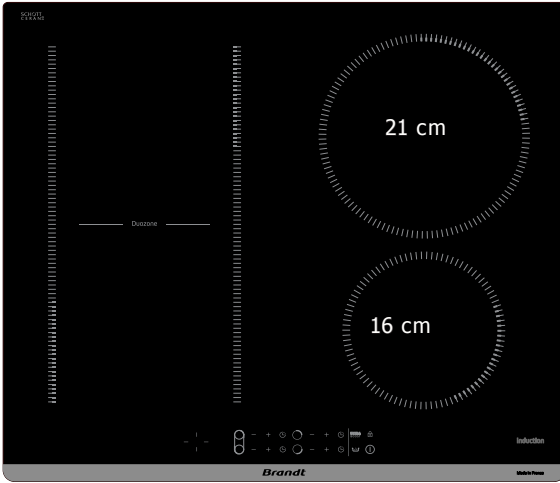 SCHOTT
CERAN®
21 cm
Duozone
16 cm
induction
Brandt
Made in France